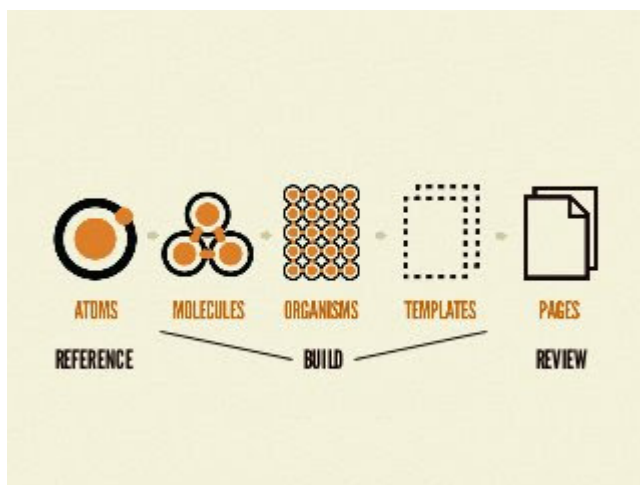 ATOMS MOLECULES ORGANISMS TEMPLATES PAGES
REFERENCE BUILD REVIEW